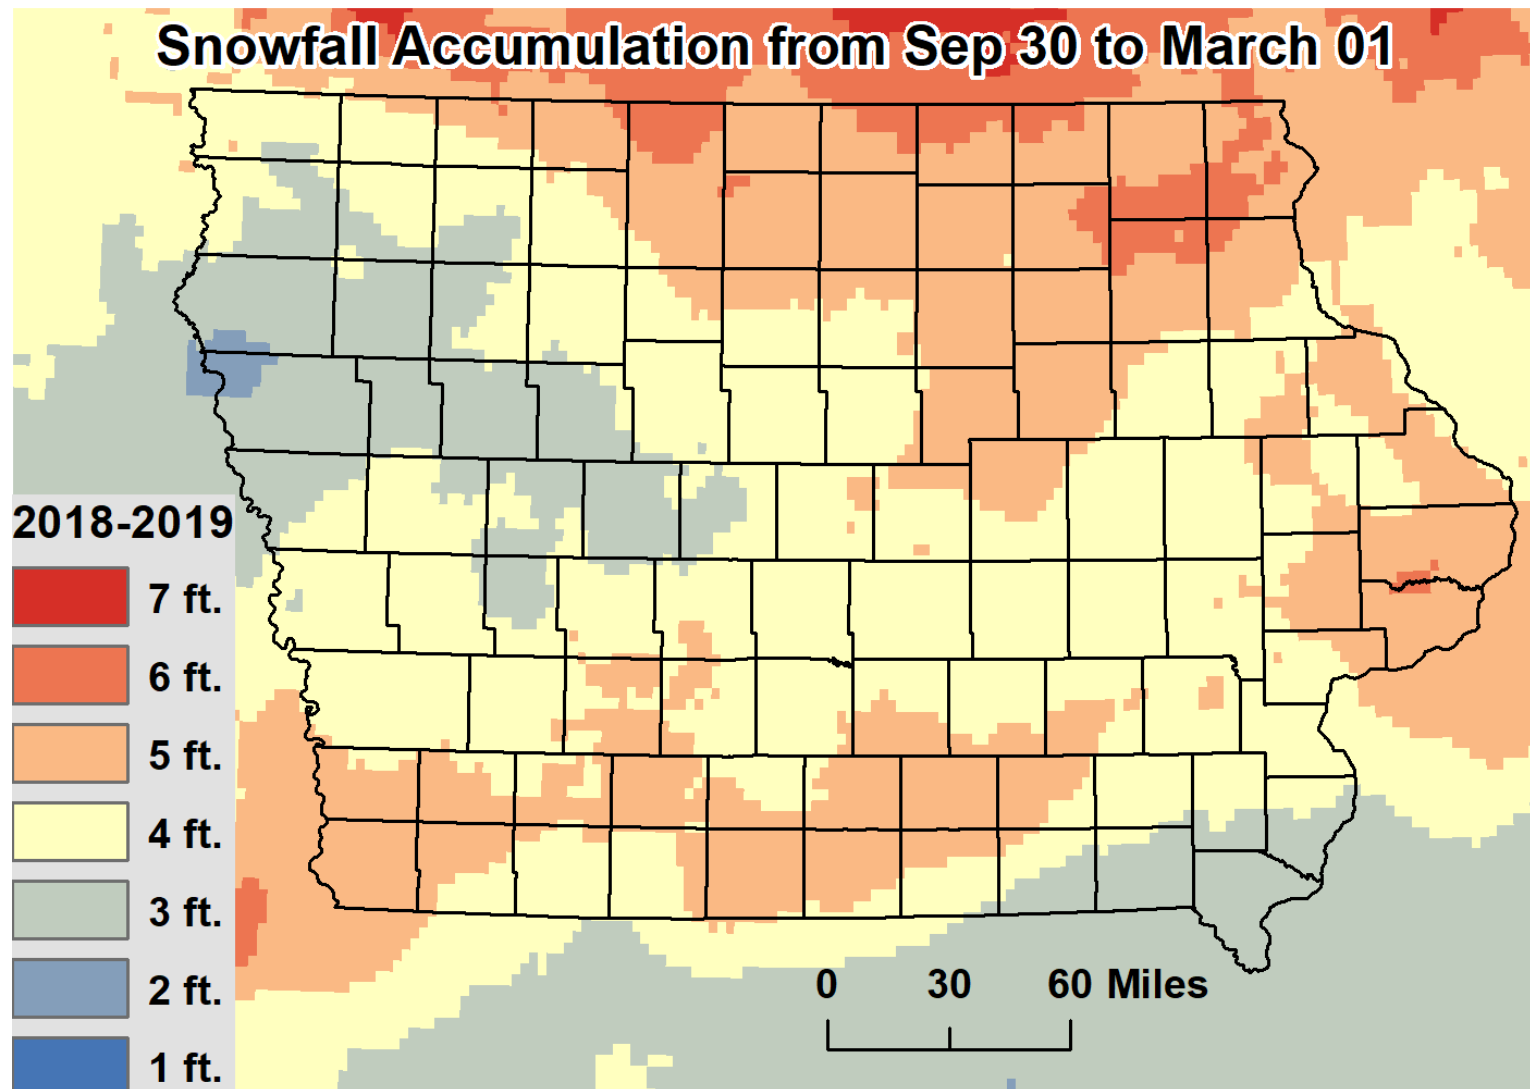 Snowfall Accumulation from Sep 30 to March 01
2018-2019
7 ft.
6 ft.
5 ft.
4 ft.
3 ft.
2 ft.
1 ft.
0 30 60 Miles